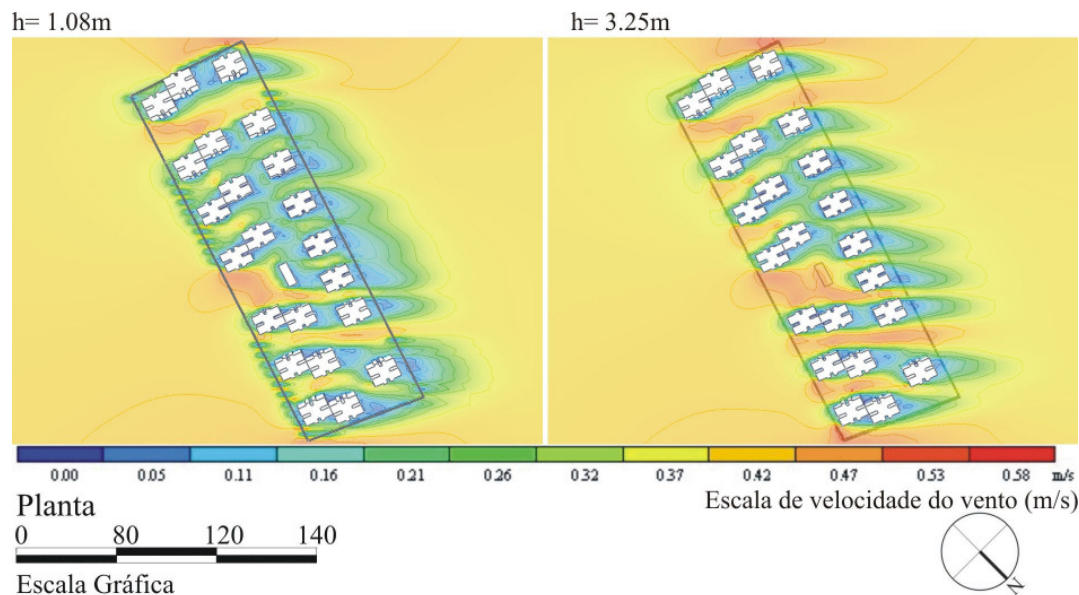 h= 1.08m
h= 3.25m
0.00 0.05 0.11 0.16 0.21 0.26 0.32 0.37 0.42 0.47 0.53 0.58 m/s
Planta
Escala de velocidade do vento (m/s)
0 80 120 140
Escala Gráfica
N